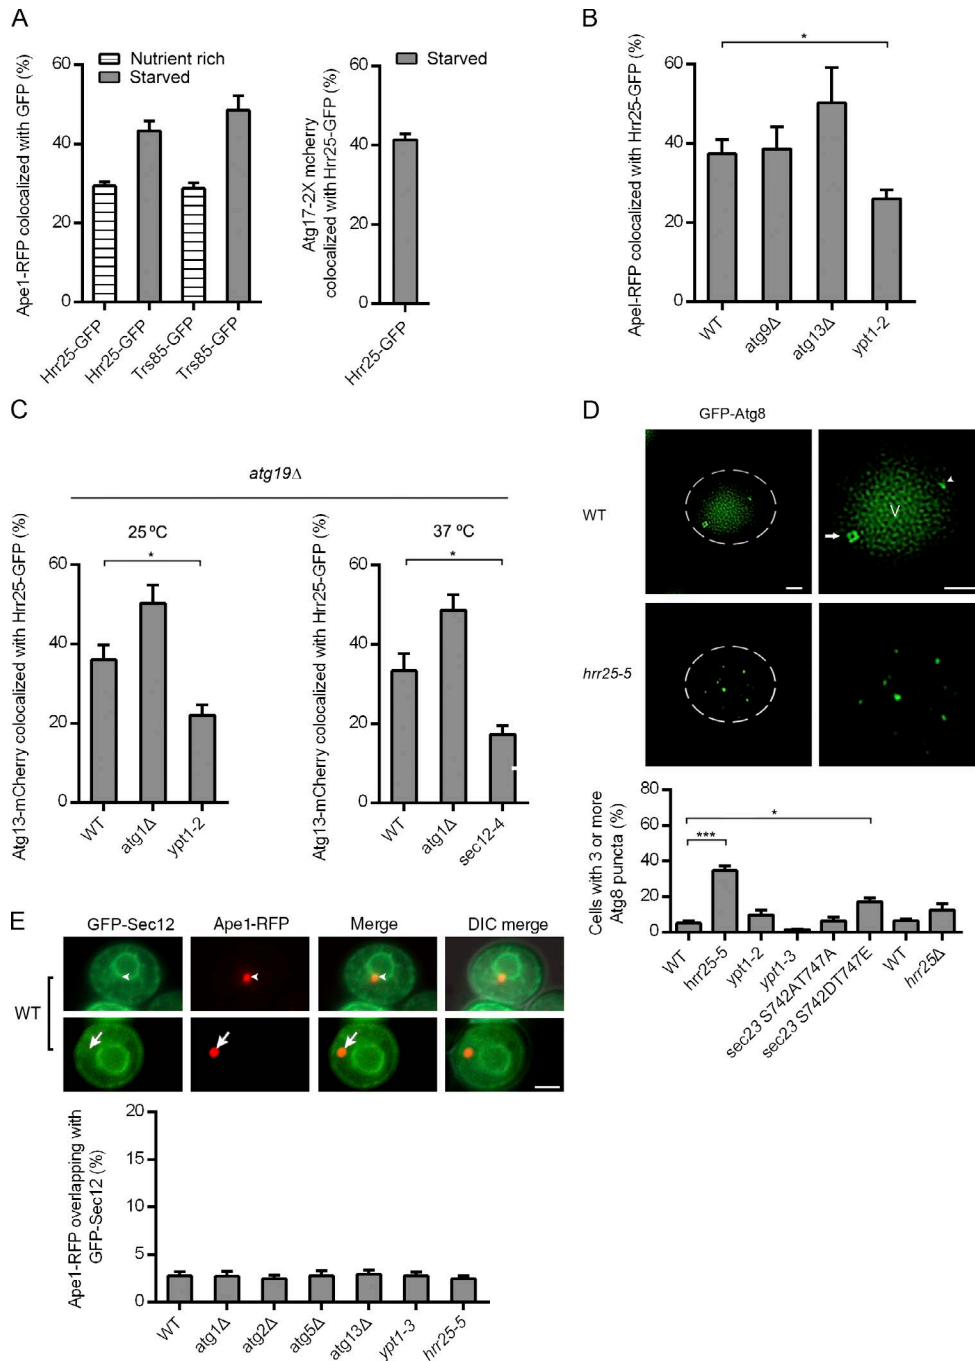 A
Ape1-RFP colocalized with GFP (%)
Nutrient rich
Starved
60
40
20
0
Hrr25-GFP
Hrr25-GFP
Trs85-GFP
Trs85-GFP
Atg17-2X mcherry
colocalized with Hrr25-GFP (%)
Starved
60
40
20
0
Hrr25-GFP
B
ApeI-RFP colocalized with Hrr25-GFP (%)
*
60
40
20
0
WT
atg9Δ
atg13Δ
ypt1-2
C
atg19Δ
Atg13-mCherry colocalized with Hrr25-GFP (%)
25 ºC
*
60
40
20
0
WT
atg1Δ
ypt1-2
Atg13-mCherry colocalized with Hrr25-GFP (%)
37 ºC
*
60
40
20
0
WT
atg1Δ
sec12-4
D
GFP-Atg8
WT
V
hrr25-5
Cells with 3 or more
Atg8 puncta (%)
*
***
80
60
40
20
0
WT
hrr25-5
ypt1-2
ypt1-3
sec23 S742AT747A
sec23 S742DT747E
WT
hrr25Δ
E
GFP-Sec12
Ape1-RFP
Merge
DIC merge
WT
Ape1-RFP overlapping with
GFP-Sec12 (%)
20
15
10
5
0
WT
atg1Δ
atg2Δ
atg5Δ
atg13Δ
ypt1-3
hrr25-5